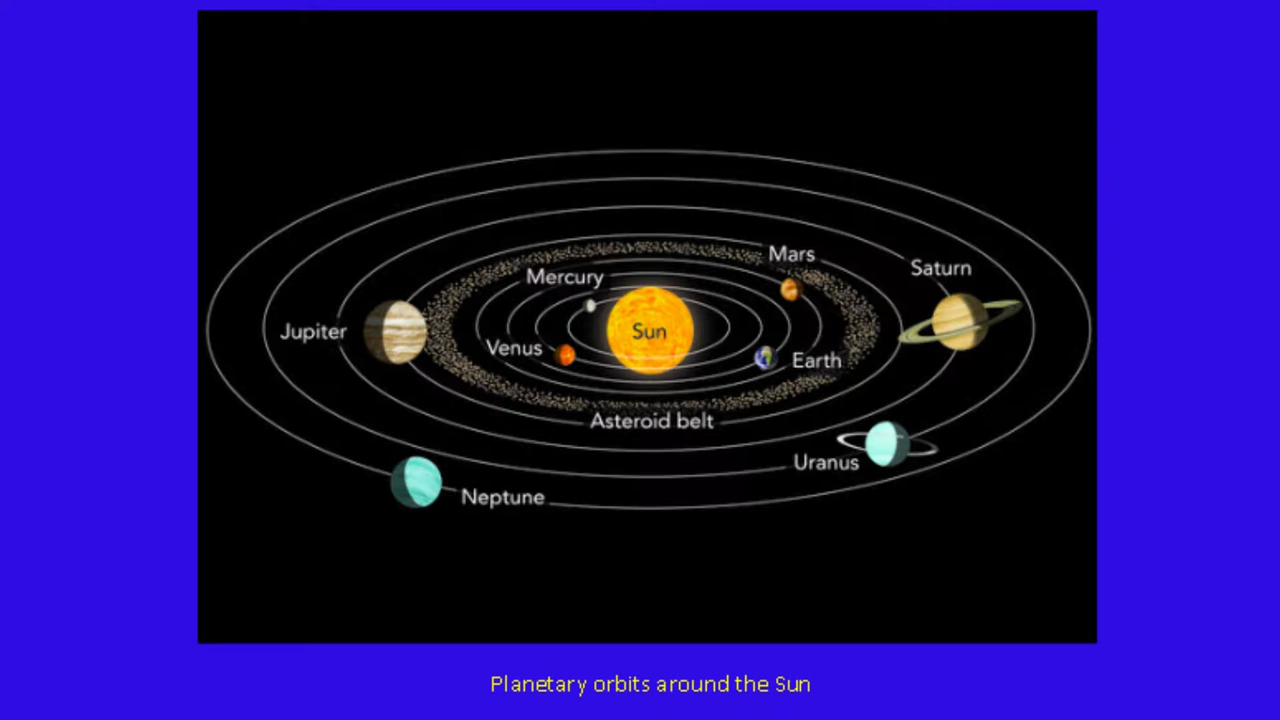 Mars
Saturn
Mercury
Jupiter
Sun
Venus
Earth
Asteroid belt
Uranus
Neptune
Planetary orbits around the Sun